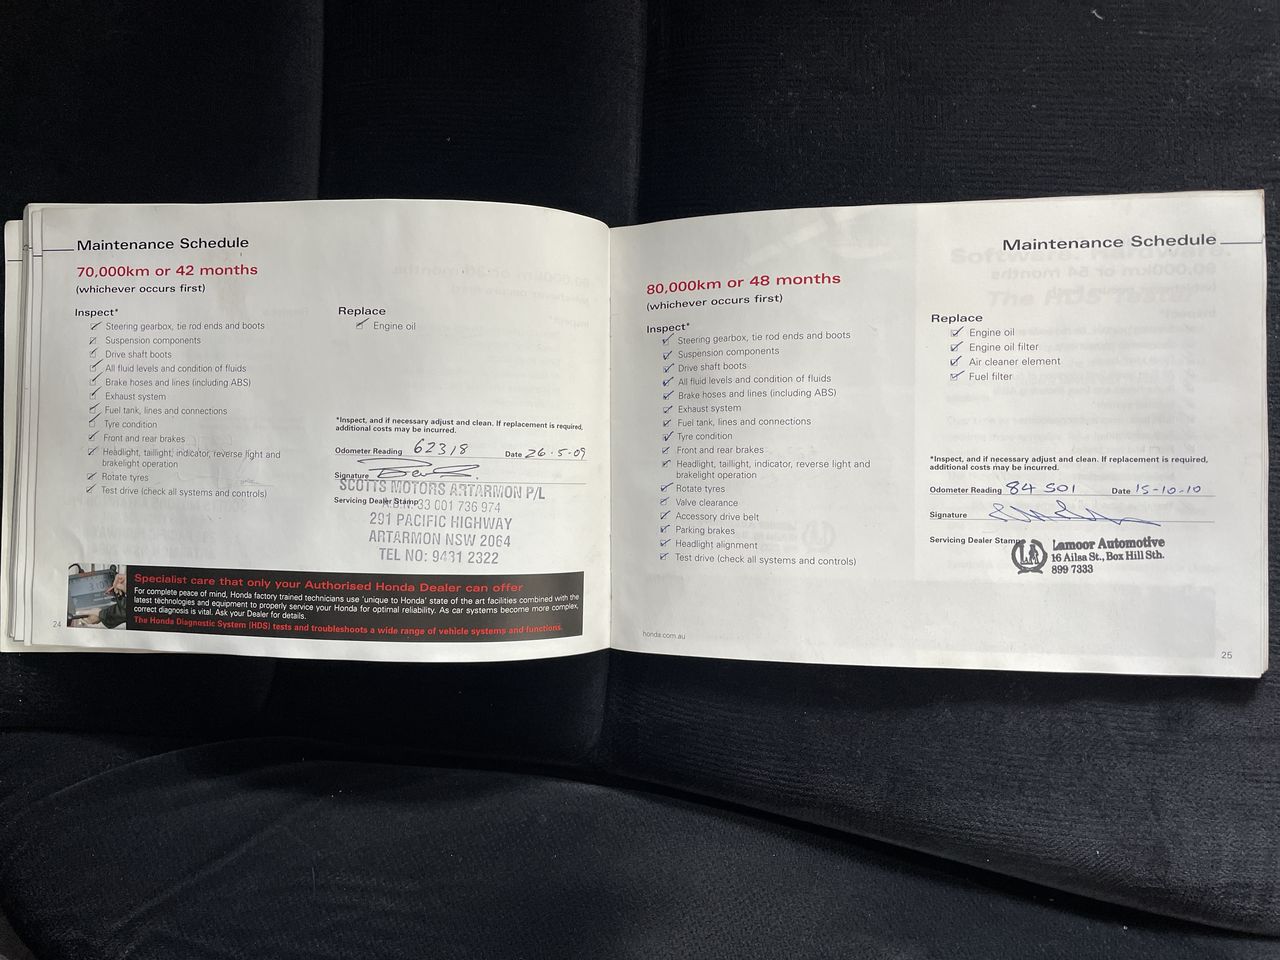 Maintenance Schedule
70,000km or 42 months
(whichever occurs first)
Inspect*
Steering gearbox, tie rod ends and boots
Suspension components
Drive shaft boots
All fluid levels and condition of fluids
Brake hoses and lines (including ABS)
Exhaust system
Fuel tank, lines and connections
Tyre condition
Front and rear brakes
Headlight, taillight, indicator, reverse light and
brakelight operation
Rotate tyres
Test drive (check all systems and controls)
Replace
Engine oil
*Inspect, and if necessary adjust and clean. If replacement is required,
additional costs may be incurred.
Odometer Reading 62318 Date 26·5·09
Signature
SCOTTS MOTORS ARTARMON P/L
Servicing Dealer Stamp
A.B.N. 33 001 736 974
291 PACIFIC HIGHWAY
ARTARMON NSW 2064
TEL NO: 9431 2322
Specialist care that only your Authorised Honda Dealer can offer
For complete peace of mind, Honda factory trained technicians use 'unique to Honda' state of the art facilities combined with the
latest technologies and equipment to properly service your Honda for optimal reliability. As car systems become more complex,
correct diagnosis is vital. Ask your Dealer for details.
The Honda Diagnostic System (HDS) tests and troubleshoots a wide range of vehicle systems and functions.
24
Maintenance Schedule
80,000km or 48 months
(whichever occurs first)
Inspect*
Steering gearbox, tie rod ends and boots
Suspension components
Drive shaft boots
All fluid levels and condition of fluids
Brake hoses and lines (including ABS)
Exhaust system
Fuel tank, lines and connections
Tyre condition
Front and rear brakes
Headlight, taillight, indicator, reverse light and
brakelight operation
Rotate tyres
Valve clearance
Accessory drive belt
Parking brakes
Headlight alignment
Test drive (check all systems and controls)
Replace
Engine oil
Engine oil filter
Air cleaner element
Fuel filter
*Inspect, and if necessary adjust and clean. If replacement is required,
additional costs may be incurred.
Odometer Reading 84 501 Date 15-10-10
Signature
Servicing Dealer Stamp
Lamoor Automotive
16 Ailsa St., Box Hill Sth.
899 7333
honda.com.au
25